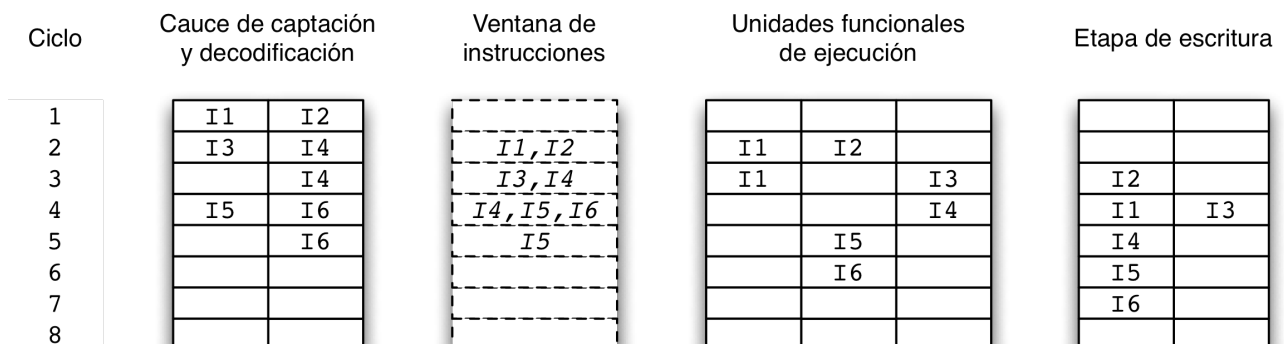 Ciclo
Cauce de captación
y decodificación
Ventana de
instrucciones
Unidades funcionales
de ejecución
Etapa de escritura
1 I1 I2
2 I3 I4 I1,I2 I1 I2
3 I4 I3,I4 I1 I3 I2
4 I5 I6 I4,I5,I6 I4 I1 I3
5 I6 I5 I5 I4
6 I6 I5
7 I6
8